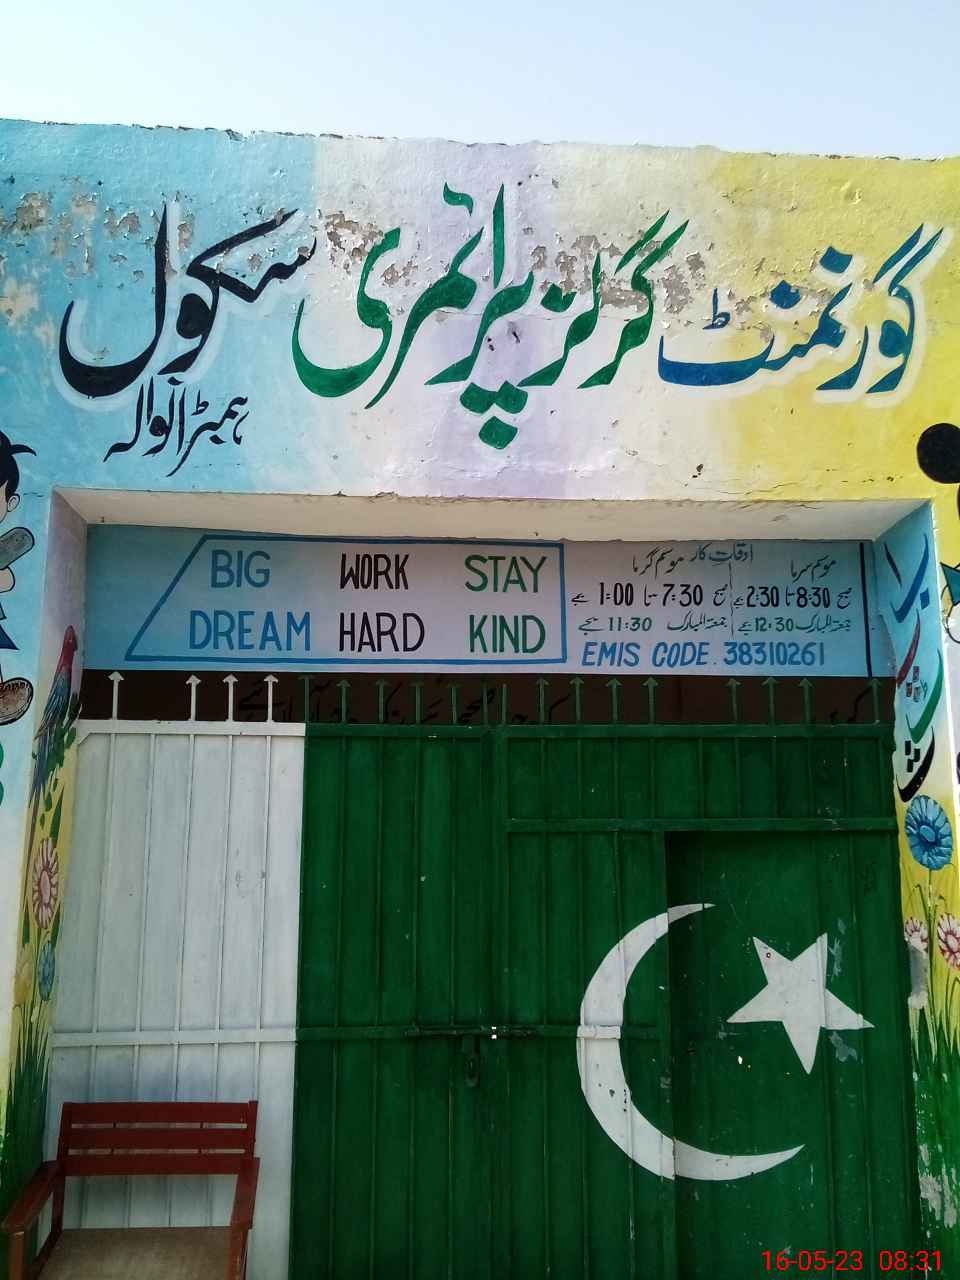 گورنمنٹ گرلز پرائمری سکول
ہمبڑانوالہ
BIG WORK STAY
DREAM HARD KIND
اوقات کار
موسم سرما
موسم گرما
صبح 8:30 تا 2:30 بجے
صبح 7:30 تا 1:00 بجے
جمعۃ المبارک 12:30 بجے
جمعۃ المبارک 11:30 بجے
EMIS CODE. 38310261
16-05-23 08:31